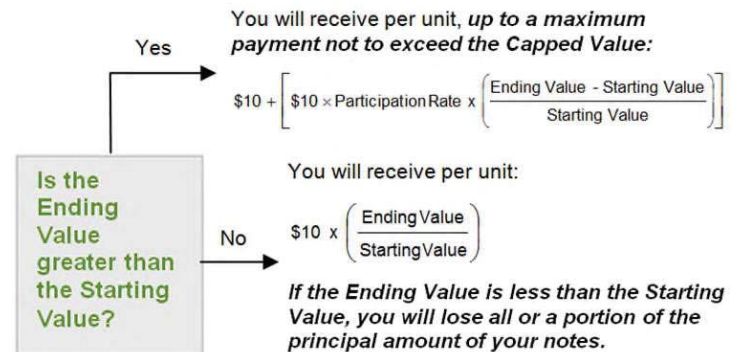 You will receive per unit, up to a maximum
payment not to exceed the Capped Value:
Yes
$10 + [ $10 × Participation Rate x ( Ending Value - Starting Value
Starting Value ) ]
Is the
Ending
Value
greater than
the Starting
Value?
No
You will receive per unit:
$10 x ( Ending Value
Starting Value )
If the Ending Value is less than the Starting
Value, you will lose all or a portion of the
principal amount of your notes.